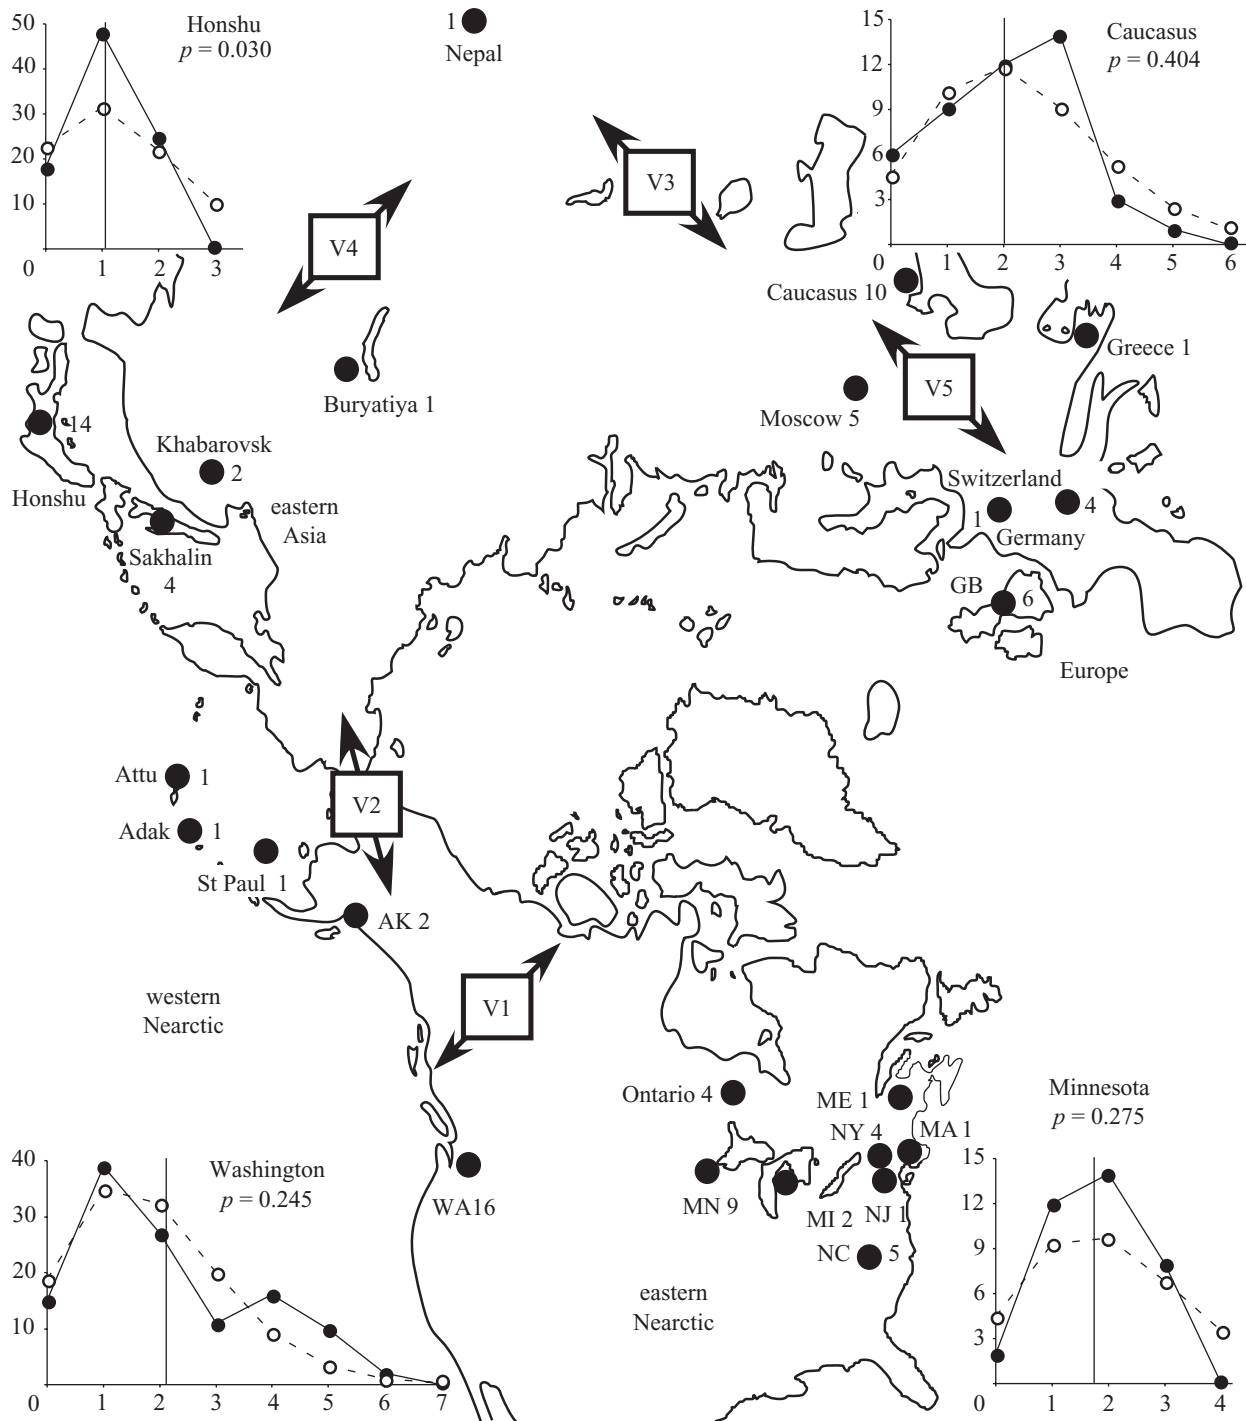 Honshu
p = 0.030
50
40
30
20
10
0
1
2
3
1
Nepal
Caucasus
p = 0.404
15
12
9
6
3
0
1
2
3
4
5
6
V3
V4
Caucasus 10
Greece 1
Buryatiya 1
Moscow 5
V5
14
Honshu
Khabarovsk
2
eastern
Asia
Sakhalin
4
Switzerland
4
1
Germany
GB
6
Europe
Attu
1
V2
Adak
1
St Paul 1
AK 2
western
Nearctic
V1
Ontario 4
ME 1
NY 4
MA 1
MN 9
MI 2
NJ 1
NC
5
WA16
eastern
Nearctic
Washington
p = 0.245
40
30
20
10
0
1
2
3
4
5
6
7
Minnesota
p = 0.275
15
12
9
6
3
0
1
2
3
4